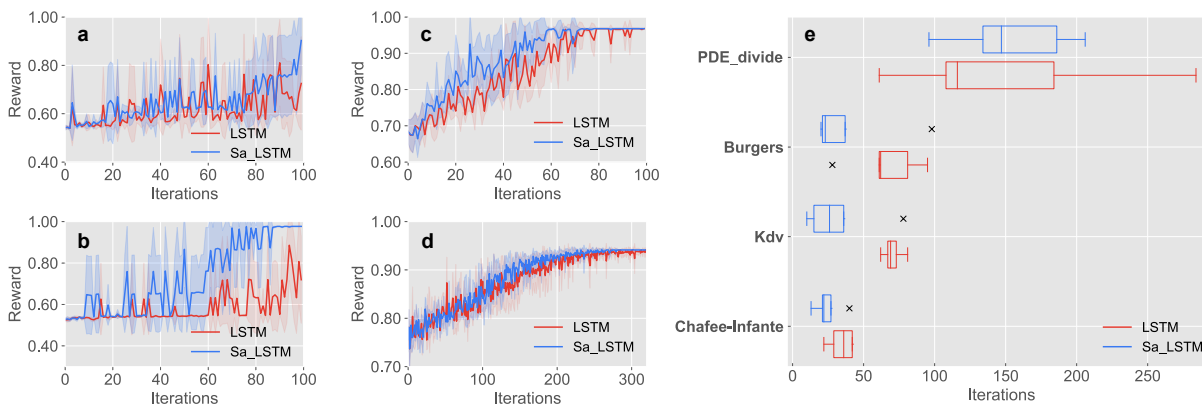 a
1.00
0.80
0.60
0.40
Reward
0 20 40 60 80 100
Iterations
LSTM
Sa_LSTM
c
0.90
0.80
0.70
0.60
Reward
0 20 40 60 80 100
Iterations
LSTM
Sa_LSTM
b
1.00
0.80
0.60
0.40
Reward
0 20 40 60 80 100
Iterations
LSTM
Sa_LSTM
d
1.00
0.90
0.80
0.70
Reward
0 100 200 300
Iterations
LSTM
Sa_LSTM
e
PDE_divide
Burgers
Kdv
Chafee-Infante
0 50 100 150 200 250
Iterations
LSTM
Sa_LSTM